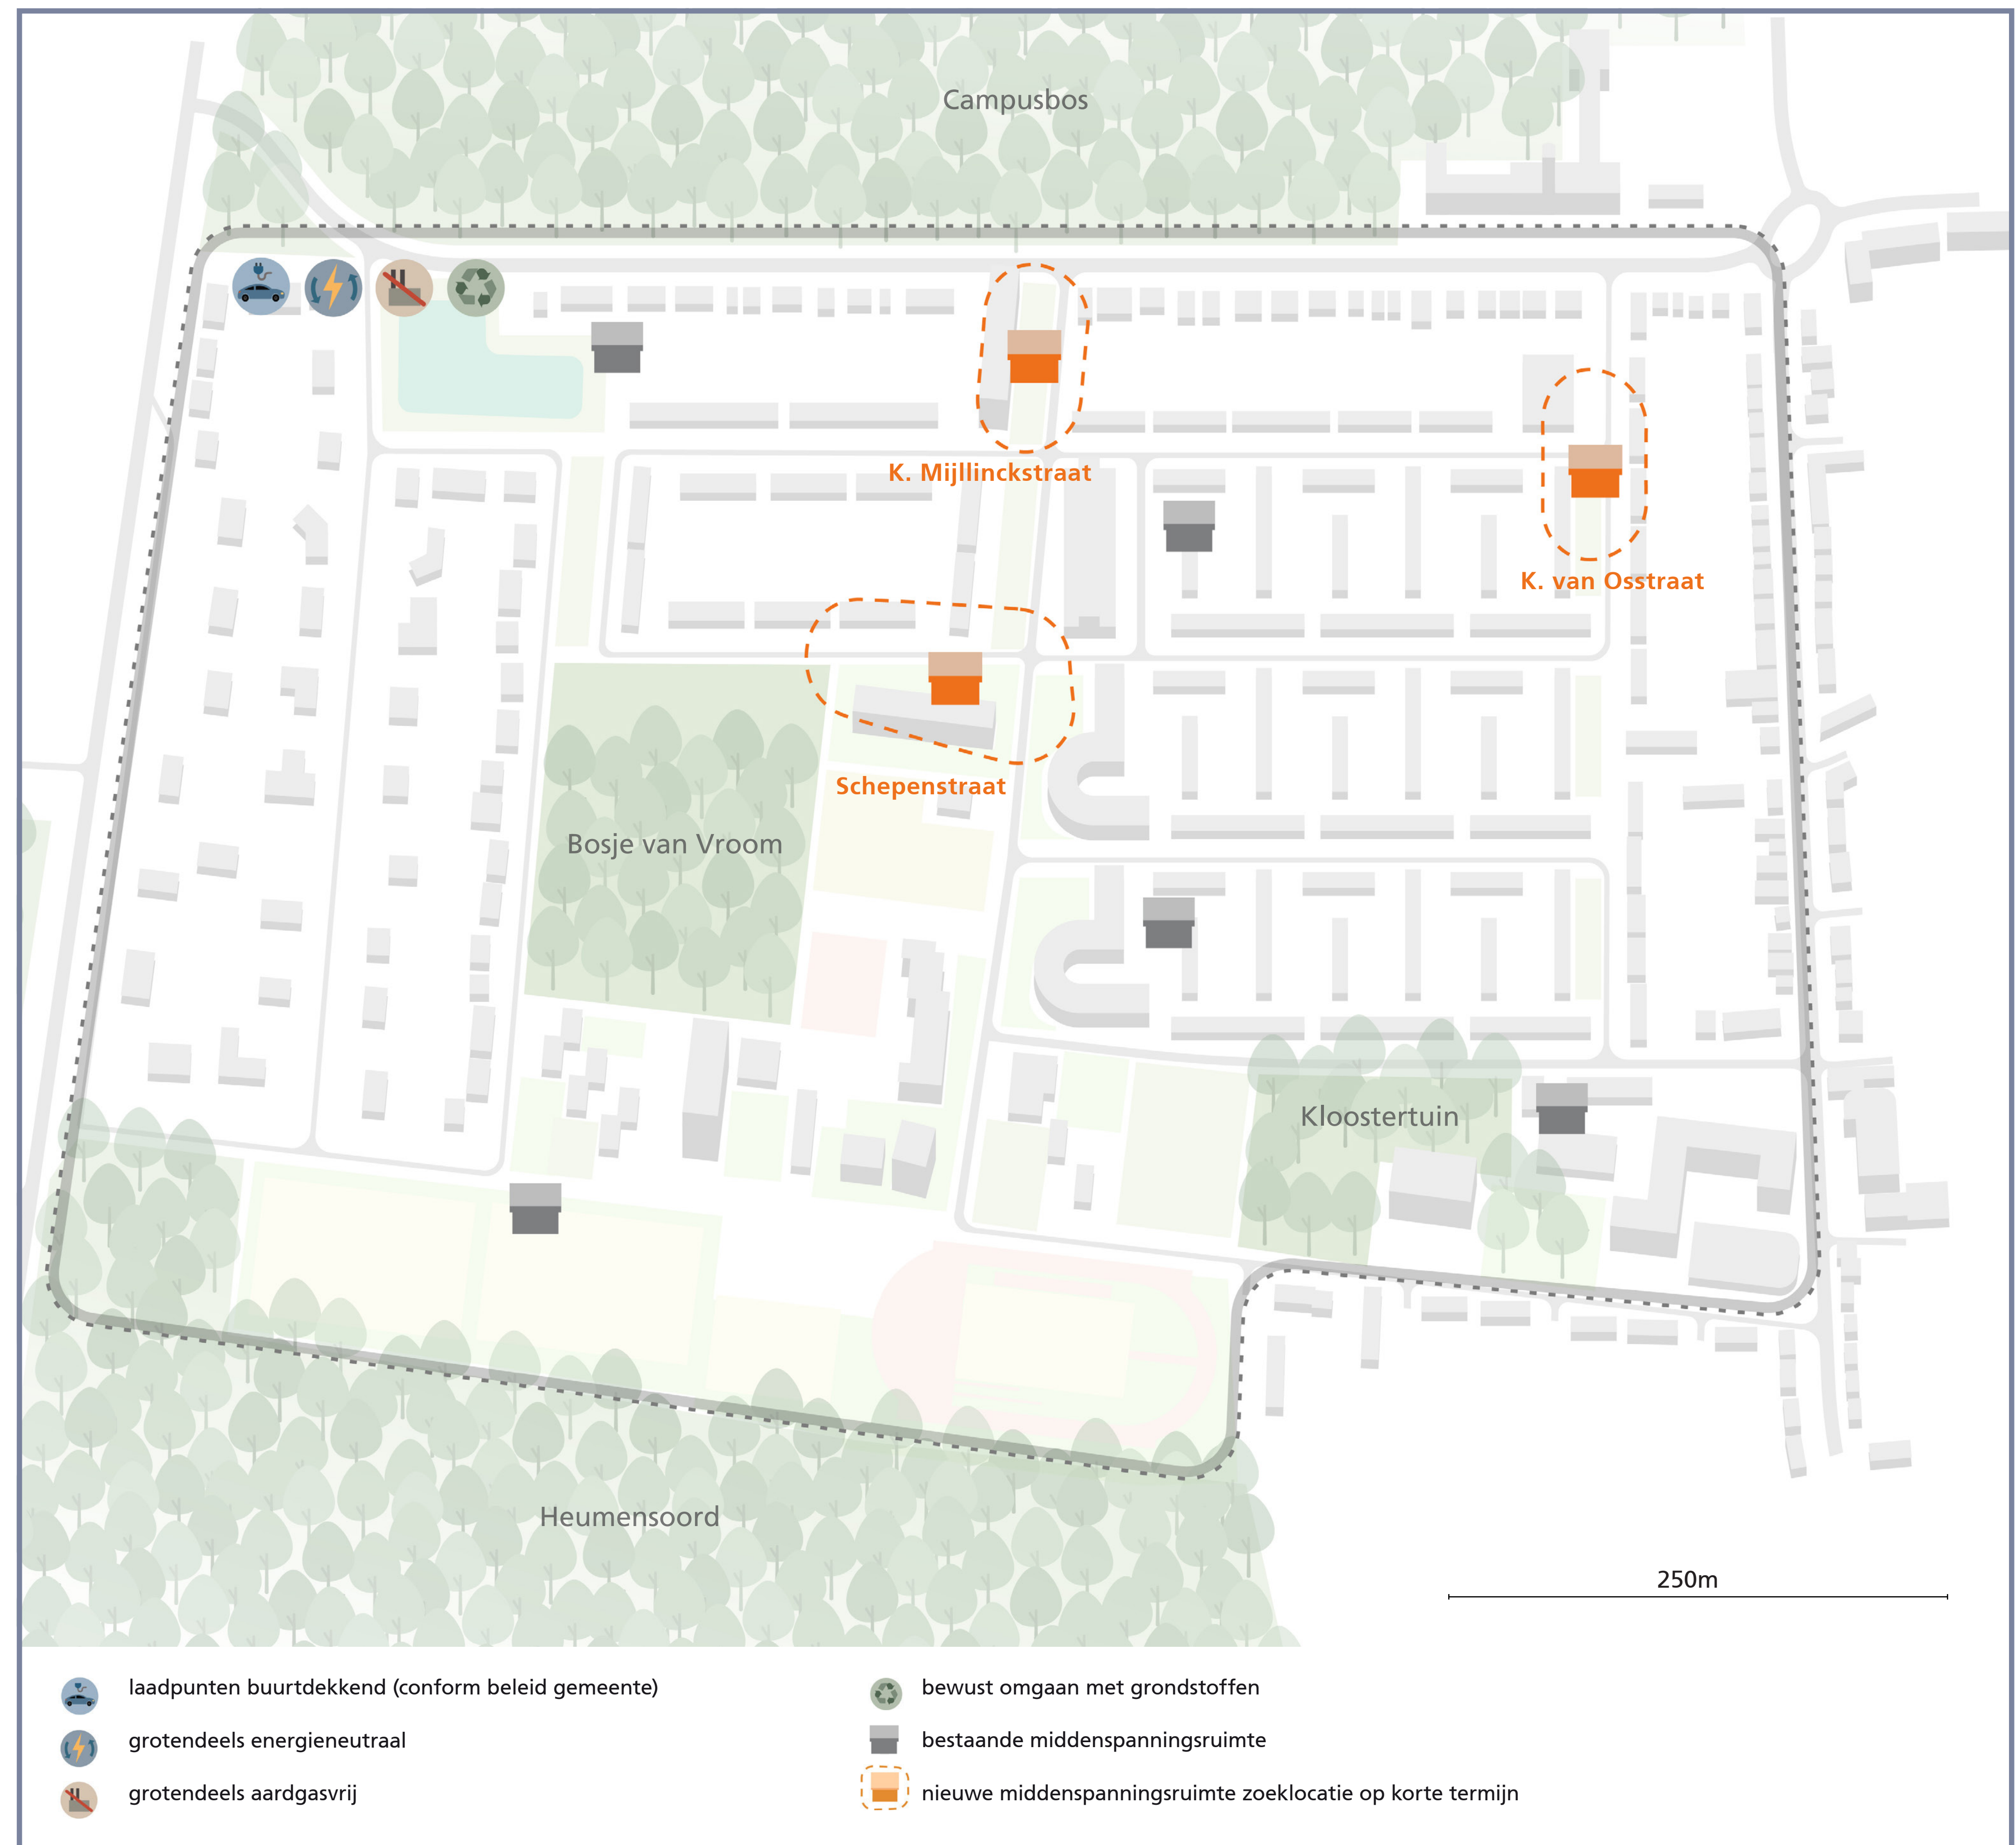 Campusbos
K. Mijllinckstraat
K. van Osstraat
Schepenstraat
Bosje van Vroom
Kloostertuin
Heumensoord
250m
laadpunten buurtdekkend (conform beleid gemeente)
grotendeels energieneutraal
grotendeels aardgasvrij
bewust omgaan met grondstoffen
bestaande middenspanningsruimte
nieuwe middenspanningsruimte zoeklocatie op korte termijn